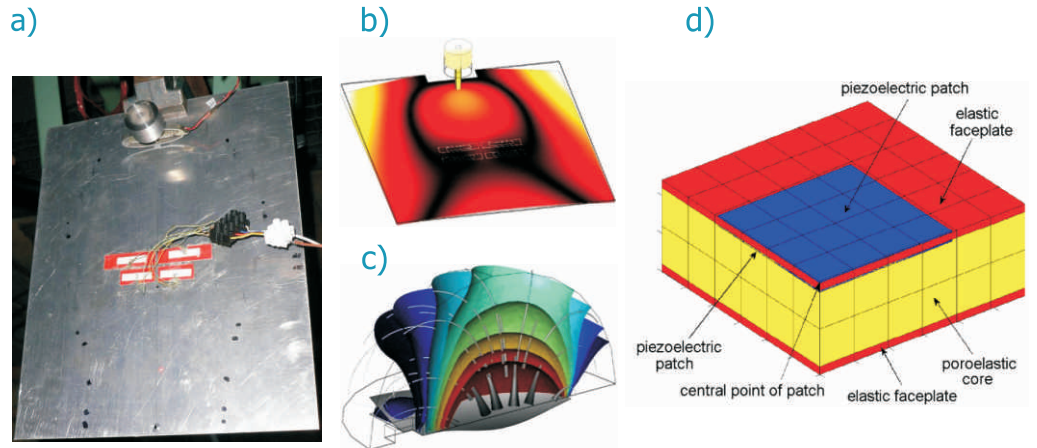 a)
b)
c)
d)
piezoelectric patch
elastic
faceplate
piezoelectric
patch
central point of patch
elastic faceplate
poroelastic
core